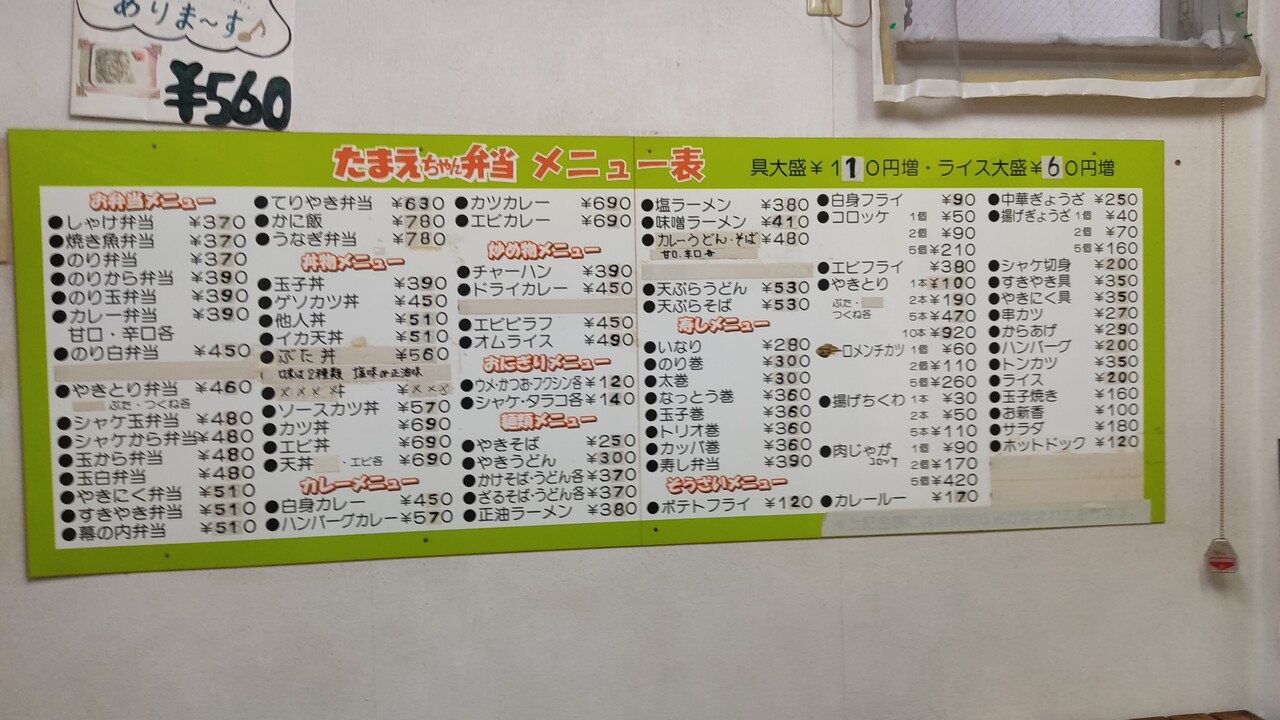 ありま〜す♪
¥560
たまえちゃん弁当 メニュー表
具大盛¥110円増・ライス大盛¥60円増
お弁当メニュー
●しゃけ弁当 ¥370
●焼き魚弁当 ¥370
●のり弁当 ¥370
●のりから弁当 ¥390
●のり玉弁当 ¥390
●カレー弁当 ¥390
甘口・辛口各
●のり白弁当 ¥450
●やきとり弁当 ¥460
ぶた・つくね各
●シャケ玉弁当 ¥480
●シャケから弁当 ¥480
●玉から弁当 ¥480
●玉白弁当 ¥480
●やきにく弁当 ¥510
●すきやき弁当 ¥510
●幕の内弁当 ¥510
●てりやき弁当 ¥630
●かに飯 ¥780
●うなぎ弁当 ¥780
丼物メニュー
●玉子丼 ¥390
●ゲソカツ丼 ¥450
●他人丼 ¥510
●イカ天丼 ¥510
●ぶた丼 ¥560
味は2種類 塩味or正油味
●××××丼 ¥×××
●ソースカツ丼 ¥570
●カツ丼 ¥690
●エビ丼 ¥690
●天丼 ・エビ各 ¥690
カレーメニュー
●白身カレー ¥450
●ハンバーグカレー ¥570
●カツカレー ¥690
●エビカレー ¥690
炒め物メニュー
●チャーハン ¥390
●ドライカレー ¥450
●エビピラフ ¥450
●オムライス ¥490
おにぎりメニュー
●ウメ・かつお・フクシン各 ¥120
●シャケ・タラコ各 ¥140
麺類メニュー
●やきそば ¥250
●やきうどん ¥300
●かけそば・うどん各 ¥370
●ざるそば・うどん各 ¥370
●正油ラーメン ¥380
●塩ラーメン ¥380
●味噌ラーメン ¥410
●カレーうどん・そば ¥480
甘口、辛口各
●天ぷらうどん ¥530
●天ぷらそば ¥530
寿しメニュー
●いなり ¥280
●のり巻 ¥300
●太巻 ¥300
●なっとう巻 ¥360
●玉子巻 ¥360
●トリオ巻 ¥360
●カッパ巻 ¥360
●寿し弁当 ¥390
そうざいメニュー
●ポテトフライ ¥120
●白身フライ ¥90
●コロッケ 1個 ¥50
2個 ¥90
5個 ¥210
●エビフライ ¥380
●やきとり 1本 ¥100
ぶた・ 2本 ¥190
つくね各 5本 ¥470
10本 ¥920
ロメンチカツ 1個 ¥60
2個 ¥110
5個 ¥260
●揚げちくわ 1本 ¥30
2本 ¥50
5本 ¥110
●肉じゃが 1個 ¥90
コロッケ 2個 ¥170
5個 ¥420
●カレールー ¥170
●中華ぎょうざ ¥250
●揚げぎょうざ 1個 ¥40
2個 ¥70
5個 ¥160
●シャケ切身 ¥200
●すきやき具 ¥350
●やきにく具 ¥350
●串カツ ¥270
●からあげ ¥290
●ハンバーグ ¥200
●トンカツ ¥350
●ライス ¥200
●玉子焼き ¥160
●お新香 ¥100
●サラダ ¥180
●ホットドック ¥120